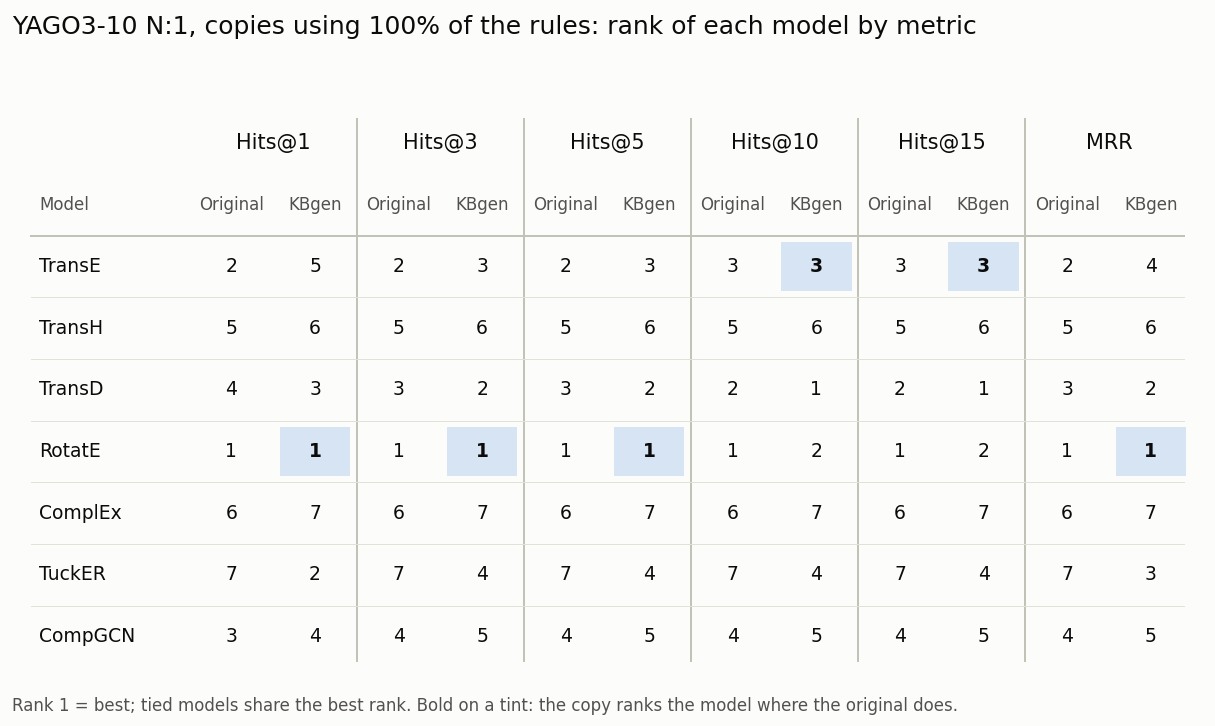 YAGO3-10 N:1, copies using 100% of the rules: rank of each model by metric
Hits@1 Hits@3 Hits@5 Hits@10 Hits@15 MRR
Model Original KBgen Original KBgen Original KBgen Original KBgen Original KBgen Original KBgen
TransE 2 5 2 3 2 3 3 3 3 3 2 4
TransH 5 6 5 6 5 6 5 6 5 6 5 6
TransD 4 3 3 2 3 2 2 1 2 1 3 2
RotatE 1 1 1 1 1 1 1 2 1 2 1 1
ComplEx 6 7 6 7 6 7 6 7 6 7 6 7
TuckER 7 2 7 4 7 4 7 4 7 4 7 3
CompGCN 3 4 4 5 4 5 4 5 4 5 4 5
Rank 1 = best; tied models share the best rank. Bold on a tint: the copy ranks the model where the original does.